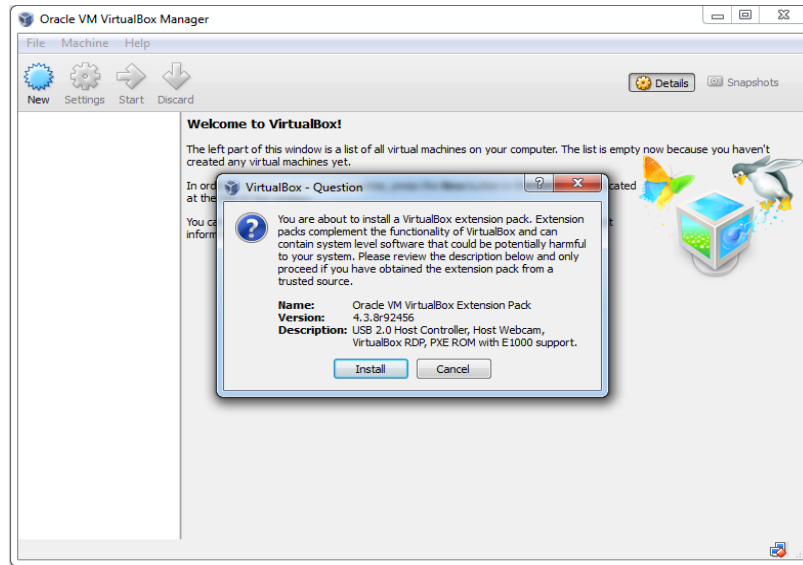 Oracle VM VirtualBox Manager
File Machine Help
New Settings Start Discard
Details Snapshots
Welcome to VirtualBox!
The left part of this window is a list of all virtual machines on your computer. The list is empty now because you haven't
created any virtual machines yet.
In ord
cated
at the
You ca
t
inform
VirtualBox - Question
You are about to install a VirtualBox extension pack. Extension
packs complement the functionality of VirtualBox and can
contain system level software that could be potentially harmful
to your system. Please review the description below and only
proceed if you have obtained the extension pack from a
trusted source.
Name: Oracle VM VirtualBox Extension Pack
Version: 4.3.8r92456
Description: USB 2.0 Host Controller, Host Webcam,
VirtualBox RDP, PXE ROM with E1000 support.
Install Cancel